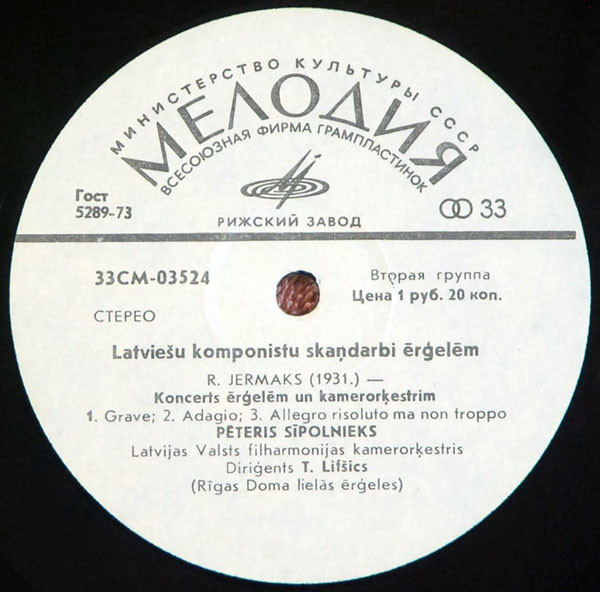 МИНИСТЕРСТВО КУЛЬТУРЫ СССР
МЕЛОДИЯ
ВСЕСОЮЗНАЯ ФИРМА ГРАМПЛАСТИНОК
Гост
5289-73
33
РИЖСКИЙ ЗАВОД
33СМ-03524
Вторая группа
Цена 1 руб. 20 коп.
СТЕРЕО
Latviešu komponistu skaņdarbi ērģelēm
R. JERMAKS (1931.) —
Koncerts ērģelēm un kamerorķestrim
1. Grave; 2. Adagio; 3. Allegro risoluto ma non troppo
PĒTERIS SĪPOLNIEKS
Latvijas Valsts filharmonijas kamerorķestris
Diriģents T. Lifšics
(Rīgas Doma lielās ērģeles)